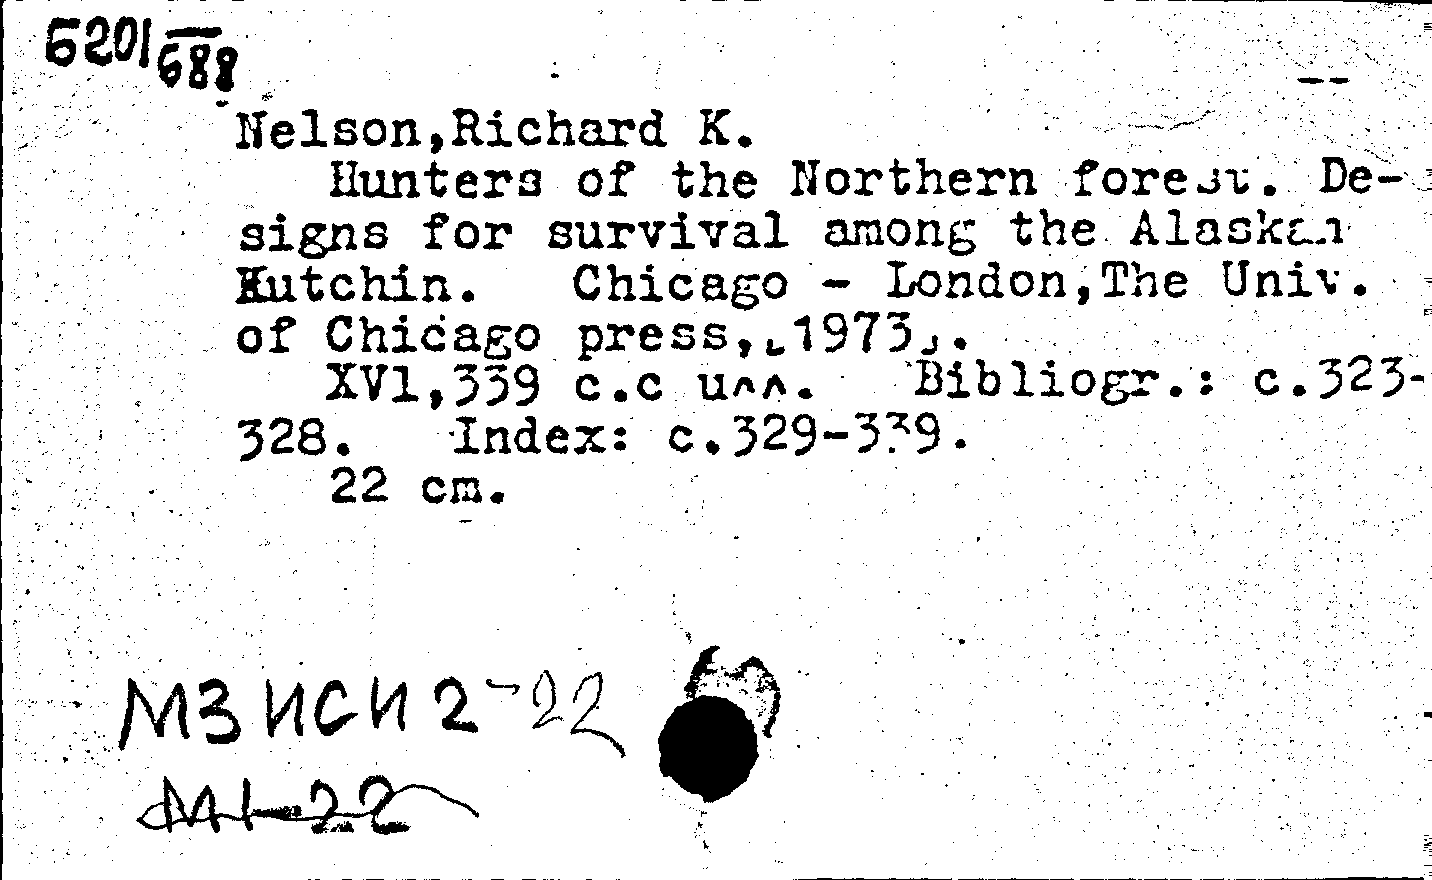 5201
688
--
Nelson,Richard K.
Hunters of the Northern forest. De-
signs for survival among the Alaskan
Kutchin. Chicago - London,The Univ.
of Chicago press,[1973].
XVI,339 c.c
Bibliogr.: c.323-
328. Index: c.329-339.
22 cm.
МЗ ИСИ 2-22
М1-22